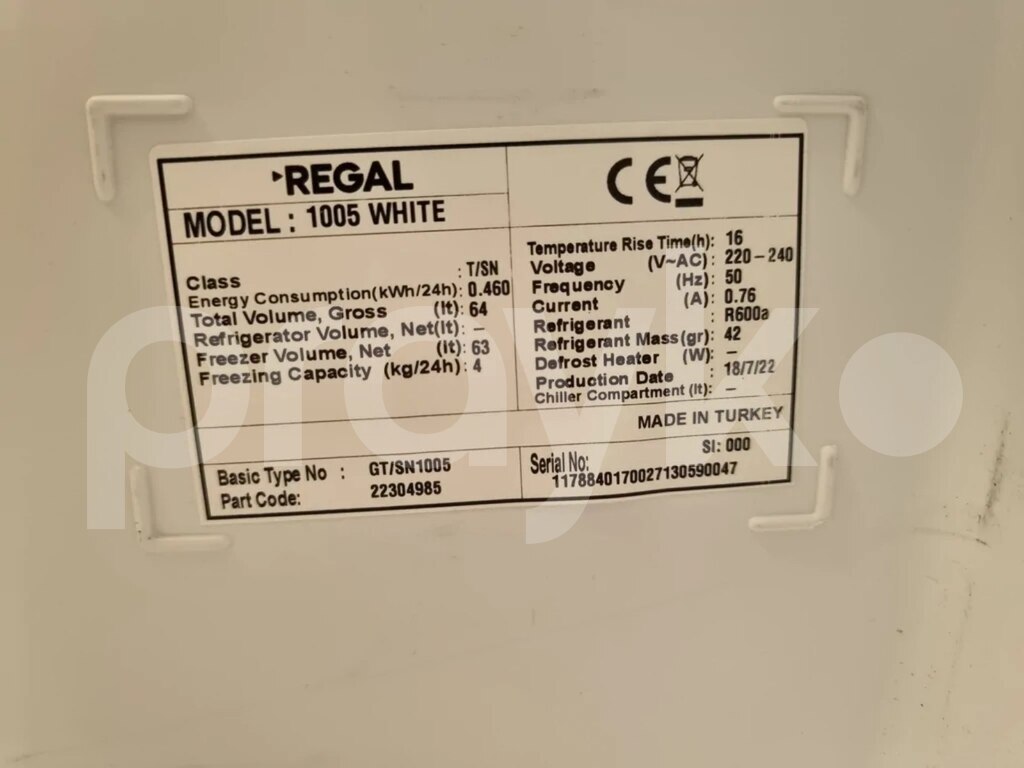 REGAL
MODEL : 1005 WHITE
CE
Class : T/SN
Energy Consumption(kWh/24h): 0.460
Total Volume, Gross (lt): 64
Refrigerator Volume, Net(lt): –
Freezer Volume, Net (lt): 63
Freezing Capacity (kg/24h): 4
Temperature Rise Time(h): 16
Voltage (V~AC): 220–240
Frequency (Hz): 50
Current (A): 0.76
Refrigerant : R600a
Refrigerant Mass(gr): 42
Defrost Heater (W): –
Production Date : 18/7/22
Chiller Compartment (lt): –
MADE IN TURKEY
Basic Type No : GT/SN1005
Part Code: 22304985
SI: 000
Serial No:
1178840170027130590047
prayk